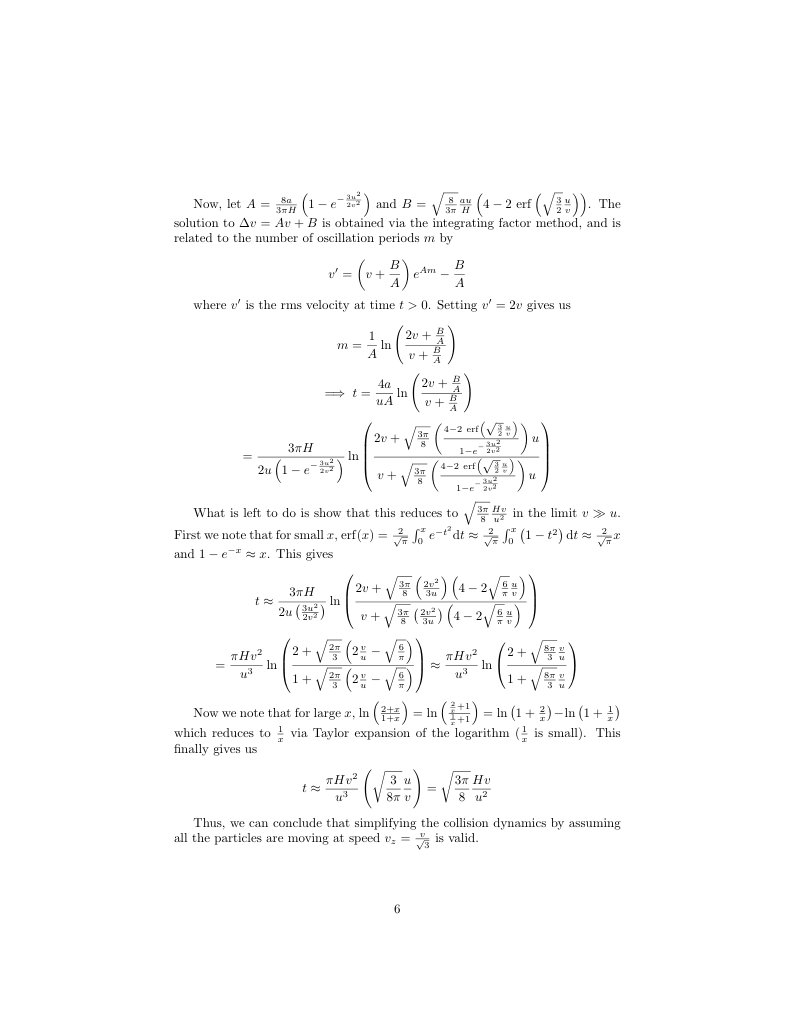 Now, let $A = \frac{8a}{3\pi H}\left(1 - e^{-\frac{3u^2}{2v^2}}\right)$ and $B = \sqrt{\frac{8}{3\pi}}\frac{au}{H}\left(4 - 2\text{ erf}\left(\sqrt{\frac{3}{2}}\frac{u}{v}\right)\right)$. The
solution to $\Delta v = Av + B$ is obtained via the integrating factor method, and is
related to the number of oscillation periods $m$ by
$v' = \left(v + \frac{B}{A}\right)e^{Am} - \frac{B}{A}$
where $v'$ is the rms velocity at time $t > 0$. Setting $v' = 2v$ gives us
$m = \frac{1}{A}\ln\left(\frac{2v + \frac{B}{A}}{v + \frac{B}{A}}\right)$
$\implies t = \frac{4a}{uA}\ln\left(\frac{2v + \frac{B}{A}}{v + \frac{B}{A}}\right)$
$= \frac{3\pi H}{2u\left(1 - e^{-\frac{3u^2}{2v^2}}\right)}\ln\left(\frac{2v + \sqrt{\frac{3\pi}{8}}\left(\frac{4 - 2\text{ erf}\left(\sqrt{\frac{3}{2}}\frac{u}{v}\right)}{1 - e^{-\frac{3u^2}{2v^2}}}\right)u}{v + \sqrt{\frac{3\pi}{8}}\left(\frac{4 - 2\text{ erf}\left(\sqrt{\frac{3}{2}}\frac{u}{v}\right)}{1 - e^{-\frac{3u^2}{2v^2}}}\right)u}\right)$
What is left to do is show that this reduces to $\sqrt{\frac{3\pi}{8}}\frac{Hv}{u^2}$ in the limit $v \gg u$.
First we note that for small $x$, $\text{erf}(x) = \frac{2}{\sqrt{\pi}}\int_0^x e^{-t^2}\text{d}t \approx \frac{2}{\sqrt{\pi}}\int_0^x \left(1 - t^2\right)\text{d}t \approx \frac{2}{\sqrt{\pi}}x$
and $1 - e^{-x} \approx x$. This gives
$t \approx \frac{3\pi H}{2u\left(\frac{3u^2}{2v^2}\right)}\ln\left(\frac{2v + \sqrt{\frac{3\pi}{8}}\left(\frac{2v^2}{3u}\right)\left(4 - 2\sqrt{\frac{6}{\pi}}\frac{u}{v}\right)}{v + \sqrt{\frac{3\pi}{8}}\left(\frac{2v^2}{3u}\right)\left(4 - 2\sqrt{\frac{6}{\pi}}\frac{u}{v}\right)}\right)$
$= \frac{\pi Hv^2}{u^3}\ln\left(\frac{2 + \sqrt{\frac{2\pi}{3}}\left(2\frac{v}{u} - \sqrt{\frac{6}{\pi}}\right)}{1 + \sqrt{\frac{2\pi}{3}}\left(2\frac{v}{u} - \sqrt{\frac{6}{\pi}}\right)}\right) \approx \frac{\pi Hv^2}{u^3}\ln\left(\frac{2 + \sqrt{\frac{8\pi}{3}}\frac{v}{u}}{1 + \sqrt{\frac{8\pi}{3}}\frac{v}{u}}\right)$
Now we note that for large $x$, $\ln\left(\frac{2+x}{1+x}\right) = \ln\left(\frac{\frac{2}{x}+1}{\frac{1}{x}+1}\right) = \ln\left(1 + \frac{2}{x}\right) - \ln\left(1 + \frac{1}{x}\right)$
which reduces to $\frac{1}{x}$ via Taylor expansion of the logarithm ($\frac{1}{x}$ is small). This
finally gives us
$t \approx \frac{\pi Hv^2}{u^3}\left(\sqrt{\frac{3}{8\pi}}\frac{u}{v}\right) = \sqrt{\frac{3\pi}{8}}\frac{Hv}{u^2}$
Thus, we can conclude that simplifying the collision dynamics by assuming
all the particles are moving at speed $v_z = \frac{v}{\sqrt{3}}$ is valid.
6